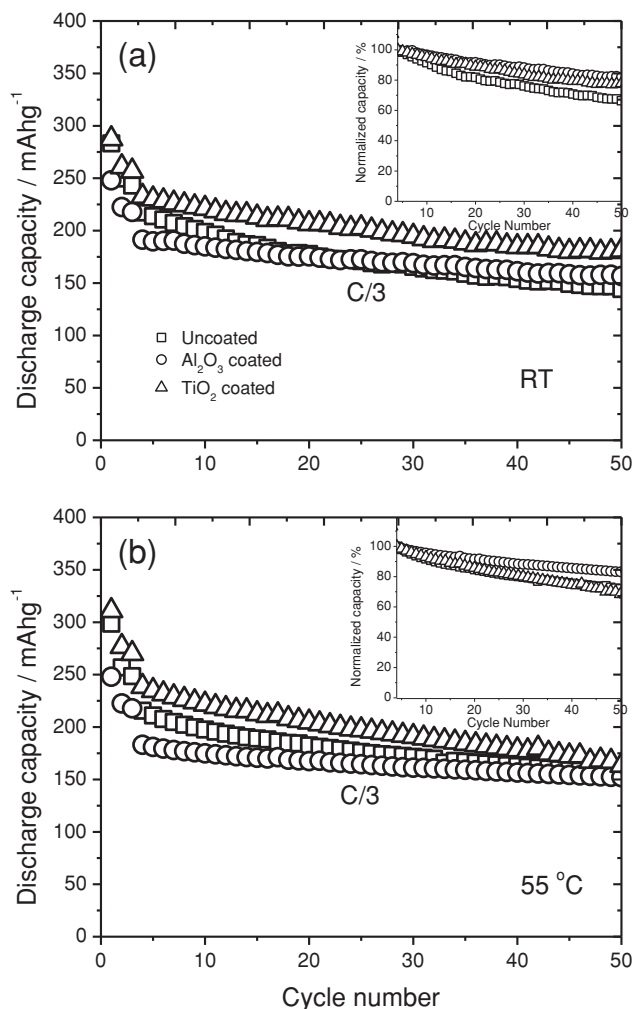 400
(a)
350
300
250
200
150
100
50
0
Discharge capacity / mAhg⁻¹
100
80
60
40
20
0
Normalized capacity / %
10 20 30 40 50
Cycle Number
C/3
Uncoated
Al₂O₃ coated
TiO₂ coated
RT
0 10 20 30 40 50
400
(b)
350
300
250
200
150
100
50
0
Discharge capacity / mAhg⁻¹
100
80
60
40
20
0
Normalized capacity / %
10 20 30 40 50
Cycle Number
C/3
55 °C
0 10 20 30 40 50
Cycle number